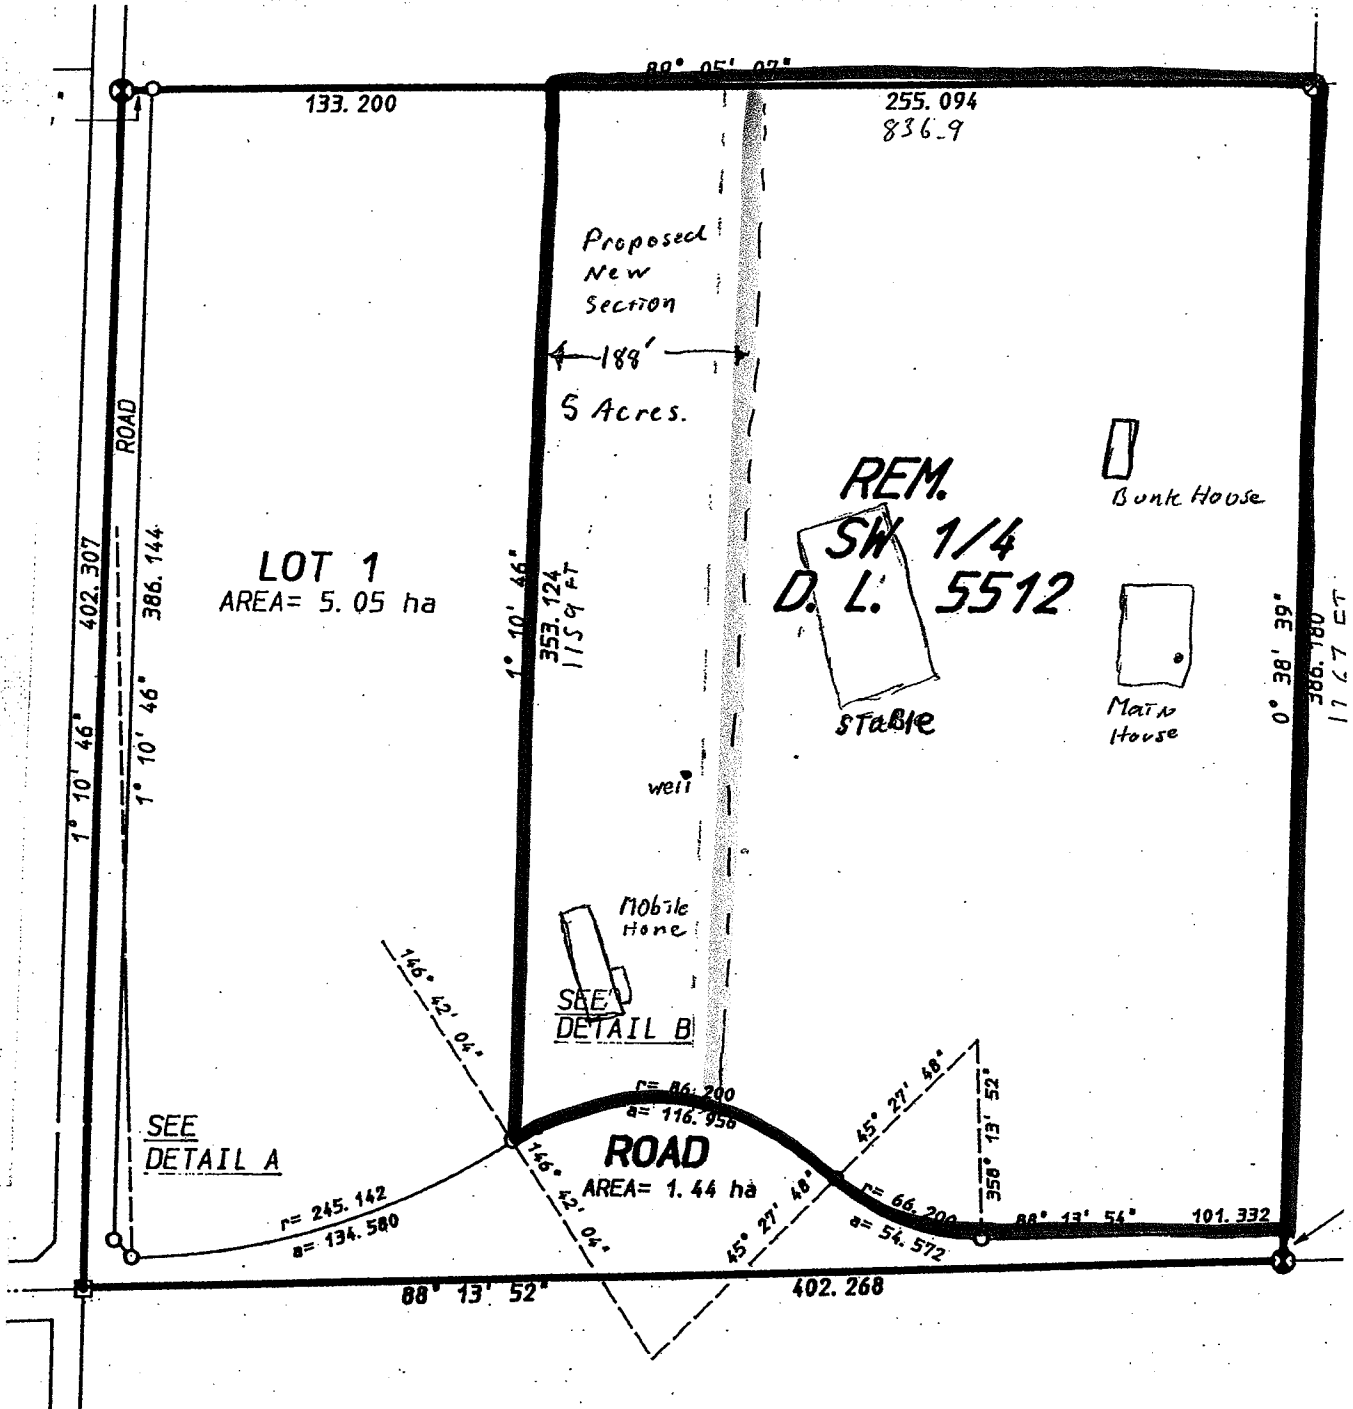 89° 05' 07"
133.200
255.094
836.9
Proposed
New
Section
188'
5 Acres.
ROAD
402.307
1° 10' 46"
386.144
1° 10' 46"
LOT 1
AREA= 5.05 ha
1° 10' 46"
353.124
1159 FT
REM.
SW 1/4
D. L. 5512
STaBle
Bunk House
Main
House
0° 38' 39"
386.180
1267 FT
well
Mobile
Home
SEE
DETAIL B
146° 42' 04"
SEE
DETAIL A
r= 245.142
a= 134.580
r= 86.200
a= 116.956
ROAD
AREA= 1.44 ha
146° 42' 04"
45° 27' 48"
45° 27' 48"
358° 13' 52"
r= 66.200
a= 54.572
88° 13' 54"
101.332
88° 13' 52"
402.268